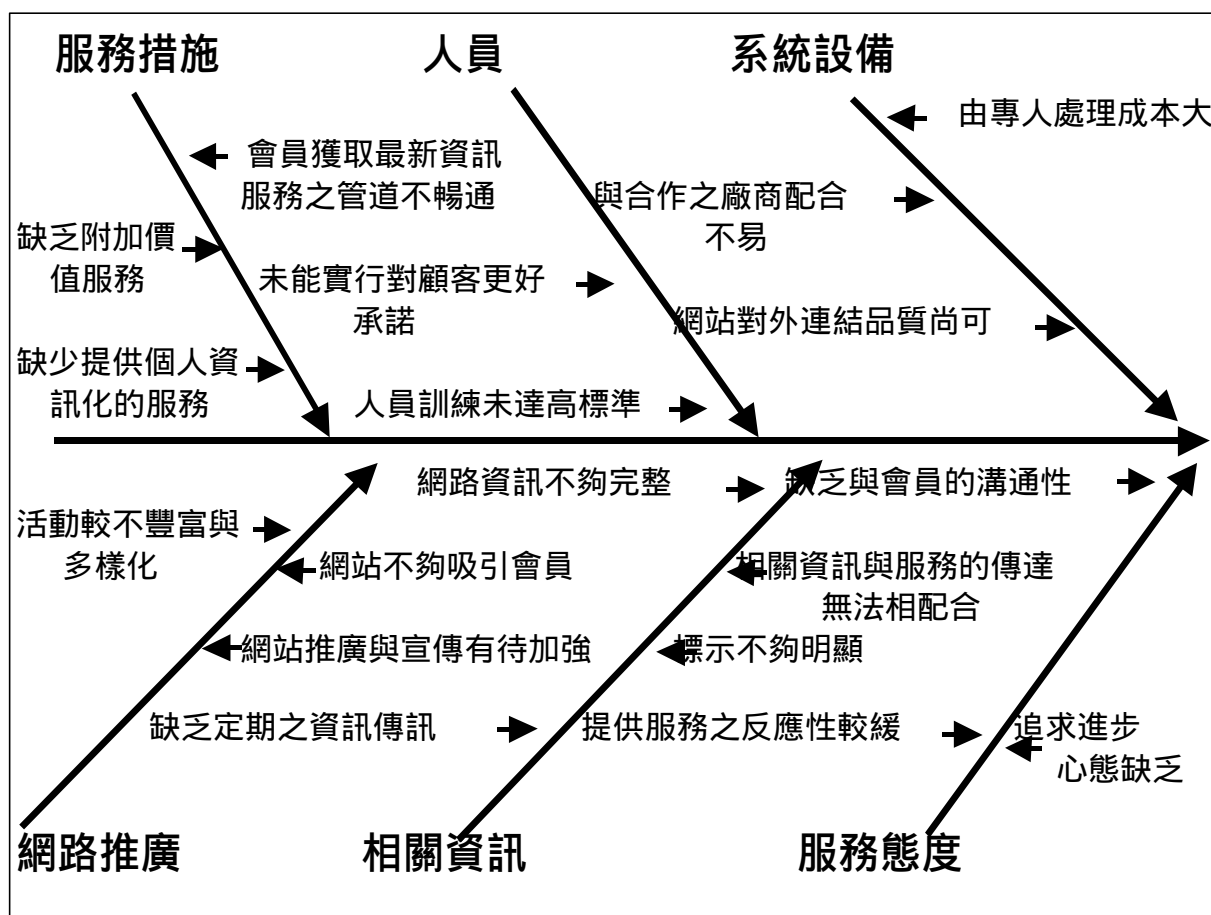 服務措施
人員
系統設備
由專人處理成本大
會員獲取最新資訊
服務之管道不暢通
與合作之廠商配合
不易
缺乏附加價
值服務
未能實行對顧客更好
承諾
網站對外連結品質尚可
缺少提供個人資
訊化的服務
人員訓練未達高標準
網路資訊不夠完整
缺乏與會員的溝通性
活動較不豐富與
多樣化
網站不夠吸引會員
相關資訊與服務的傳達
無法相配合
網站推廣與宣傳有待加強
標示不夠明顯
缺乏定期之資訊傳訊
提供服務之反應性較緩
追求進步
心態缺乏
網路推廣
相關資訊
服務態度